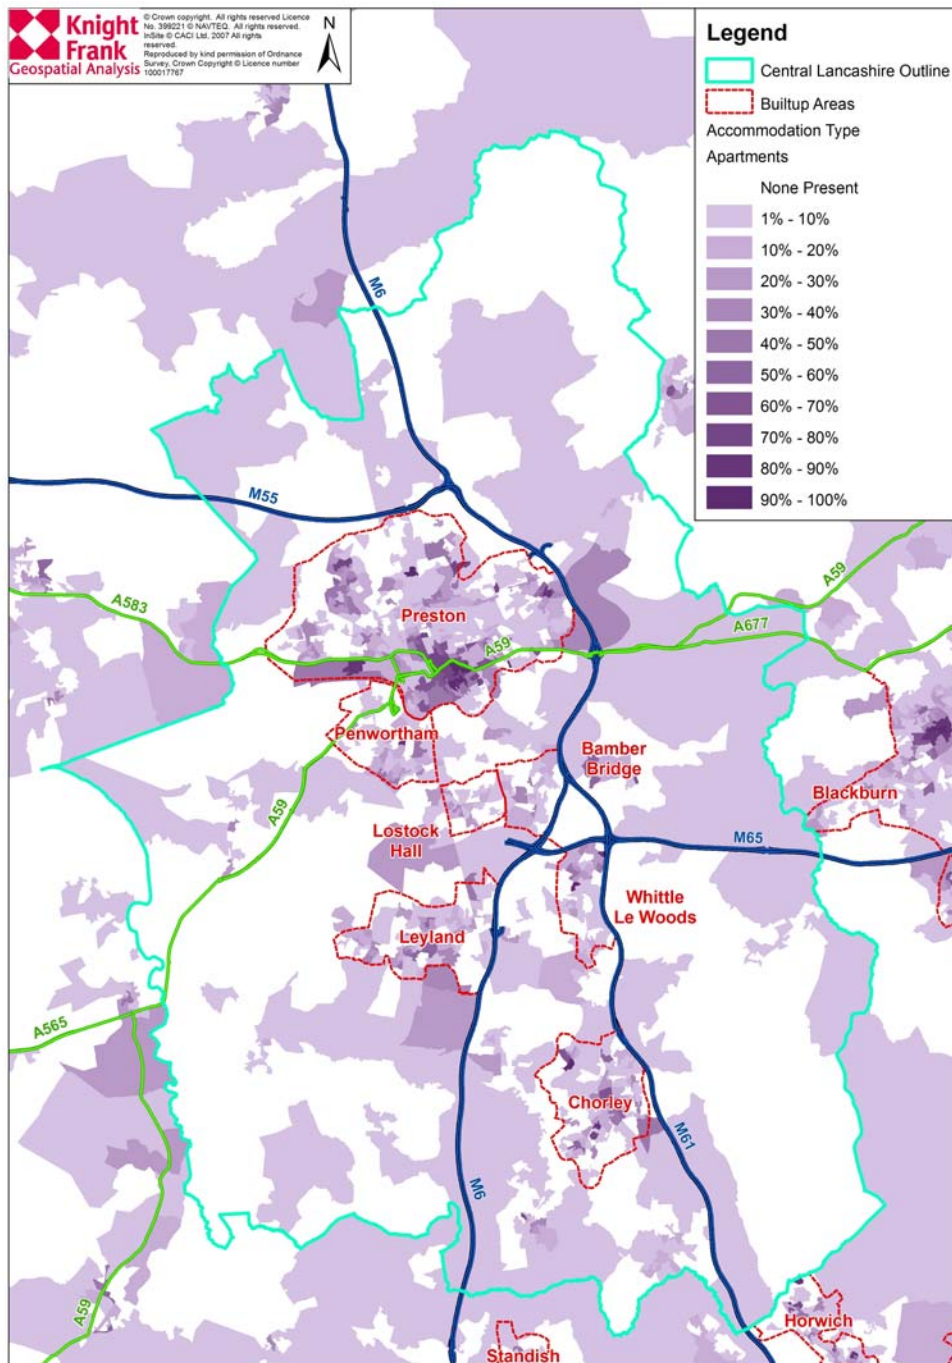 Knight
Frank
Geospatial Analysis
© Crown copyright. All rights reserved Licence
No. 399221 © NAVTEQ. All rights reserved.
InSite © CACI Ltd, 2007 All rights
reserved.
Reproduced by kind permission of Ordnance
Survey, Crown Copyright © Licence number
100017767
N
Legend
Central Lancashire Outline
Builtup Areas
Accommodation Type
Apartments
None Present
1% - 10%
10% - 20%
20% - 30%
30% - 40%
40% - 50%
50% - 60%
60% - 70%
70% - 80%
80% - 90%
90% - 100%
M6
M55
A583
A59
A677
Preston
A59
Penwortham
Bamber
Bridge
Blackburn
A59
Lostock
Hall
M65
Whittle
Le Woods
Leyland
A565
Chorley
M61
M6
A59
Horwich
Standish